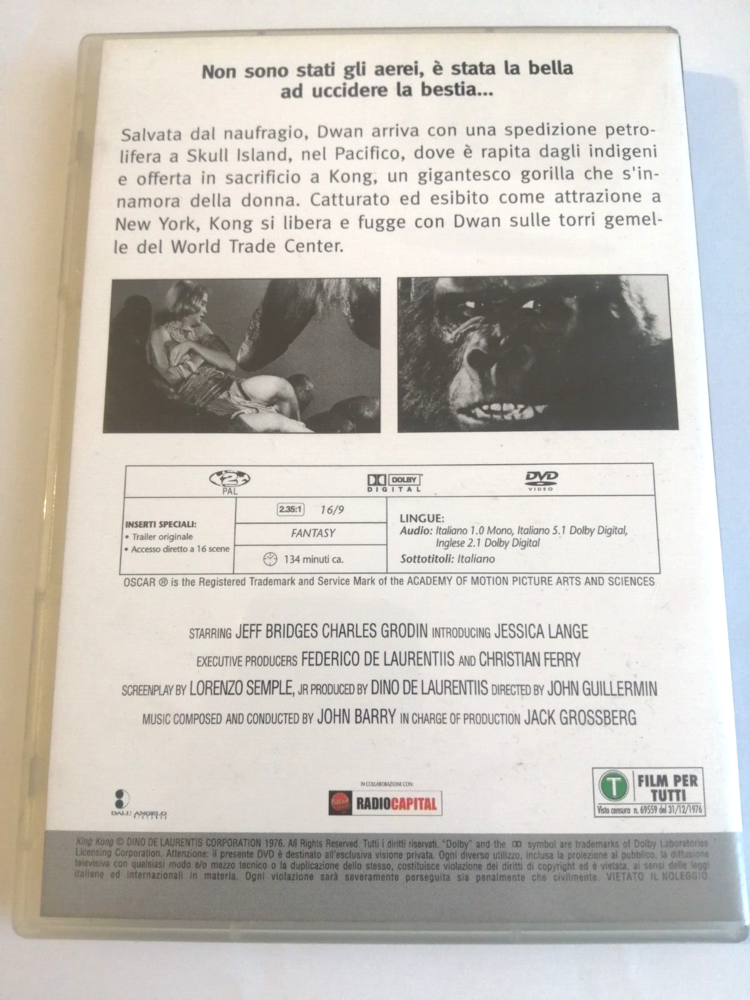 Non sono stati gli aerei, è stata la bella
ad uccidere la bestia...
Salvata dal naufragio, Dwan arriva con una spedizione petro-
lifera a Skull Island, nel Pacifico, dove è rapita dagli indigeni
e offerta in sacrificio a Kong, un gigantesco gorilla che s'in-
namora della donna. Catturato ed esibito come attrazione a
New York, Kong si libera e fugge con Dwan sulle torri gemel-
le del World Trade Center.
2
PAL
DOLBY
DIGITAL
DVD
VIDEO
INSERTI SPECIALI:
• Trailer originale
• Accesso diretto a 16 scene
2.35:1 16/9
FANTASY
134 minuti ca.
LINGUE:
Audio: Italiano 1.0 Mono, Italiano 5.1 Dolby Digital,
Inglese 2.1 Dolby Digital
Sottotitoli: Italiano
OSCAR ® is the Registered Trademark and Service Mark of the ACADEMY OF MOTION PICTURE ARTS AND SCIENCES
STARRING JEFF BRIDGES CHARLES GRODIN INTRODUCING JESSICA LANGE
EXECUTIVE PRODUCERS FEDERICO DE LAURENTIIS AND CHRISTIAN FERRY
SCREENPLAY BY LORENZO SEMPLE, JR PRODUCED BY DINO DE LAURENTIIS DIRECTED BY JOHN GUILLERMIN
MUSIC COMPOSED AND CONDUCTED BY JOHN BARRY IN CHARGE OF PRODUCTION JACK GROSSBERG
DALL'ANGELO
PICTURES
IN COLLABORAZIONE CON
RADIOCAPITAL
T FILM PER
TUTTI
Visto censura n. 69559 del 31/12/1976
King Kong © DINO DE LAURENTIS CORPORATION 1976. All Rights Reserved. Tutti i diritti riservati. "Dolby" and the symbol are trademarks of Dolby Laboratories
Licensing Corporation. Attenzione: il presente DVD è destinato all'esclusiva visione privata. Ogni diverso utilizzo, inclusa la proiezione al pubblico, la diffusione
televisiva con qualsiasi modo e/o mezzo tecnico o la duplicazione dello stesso, costituisce violazione dei diritti di copyright ed è vietata, ai sensi delle leggi
italiane ed internazionali in materia. Ogni violazione sarà severamente perseguita sia penalmente che civilmente. VIETATO IL NOLEGGIO.